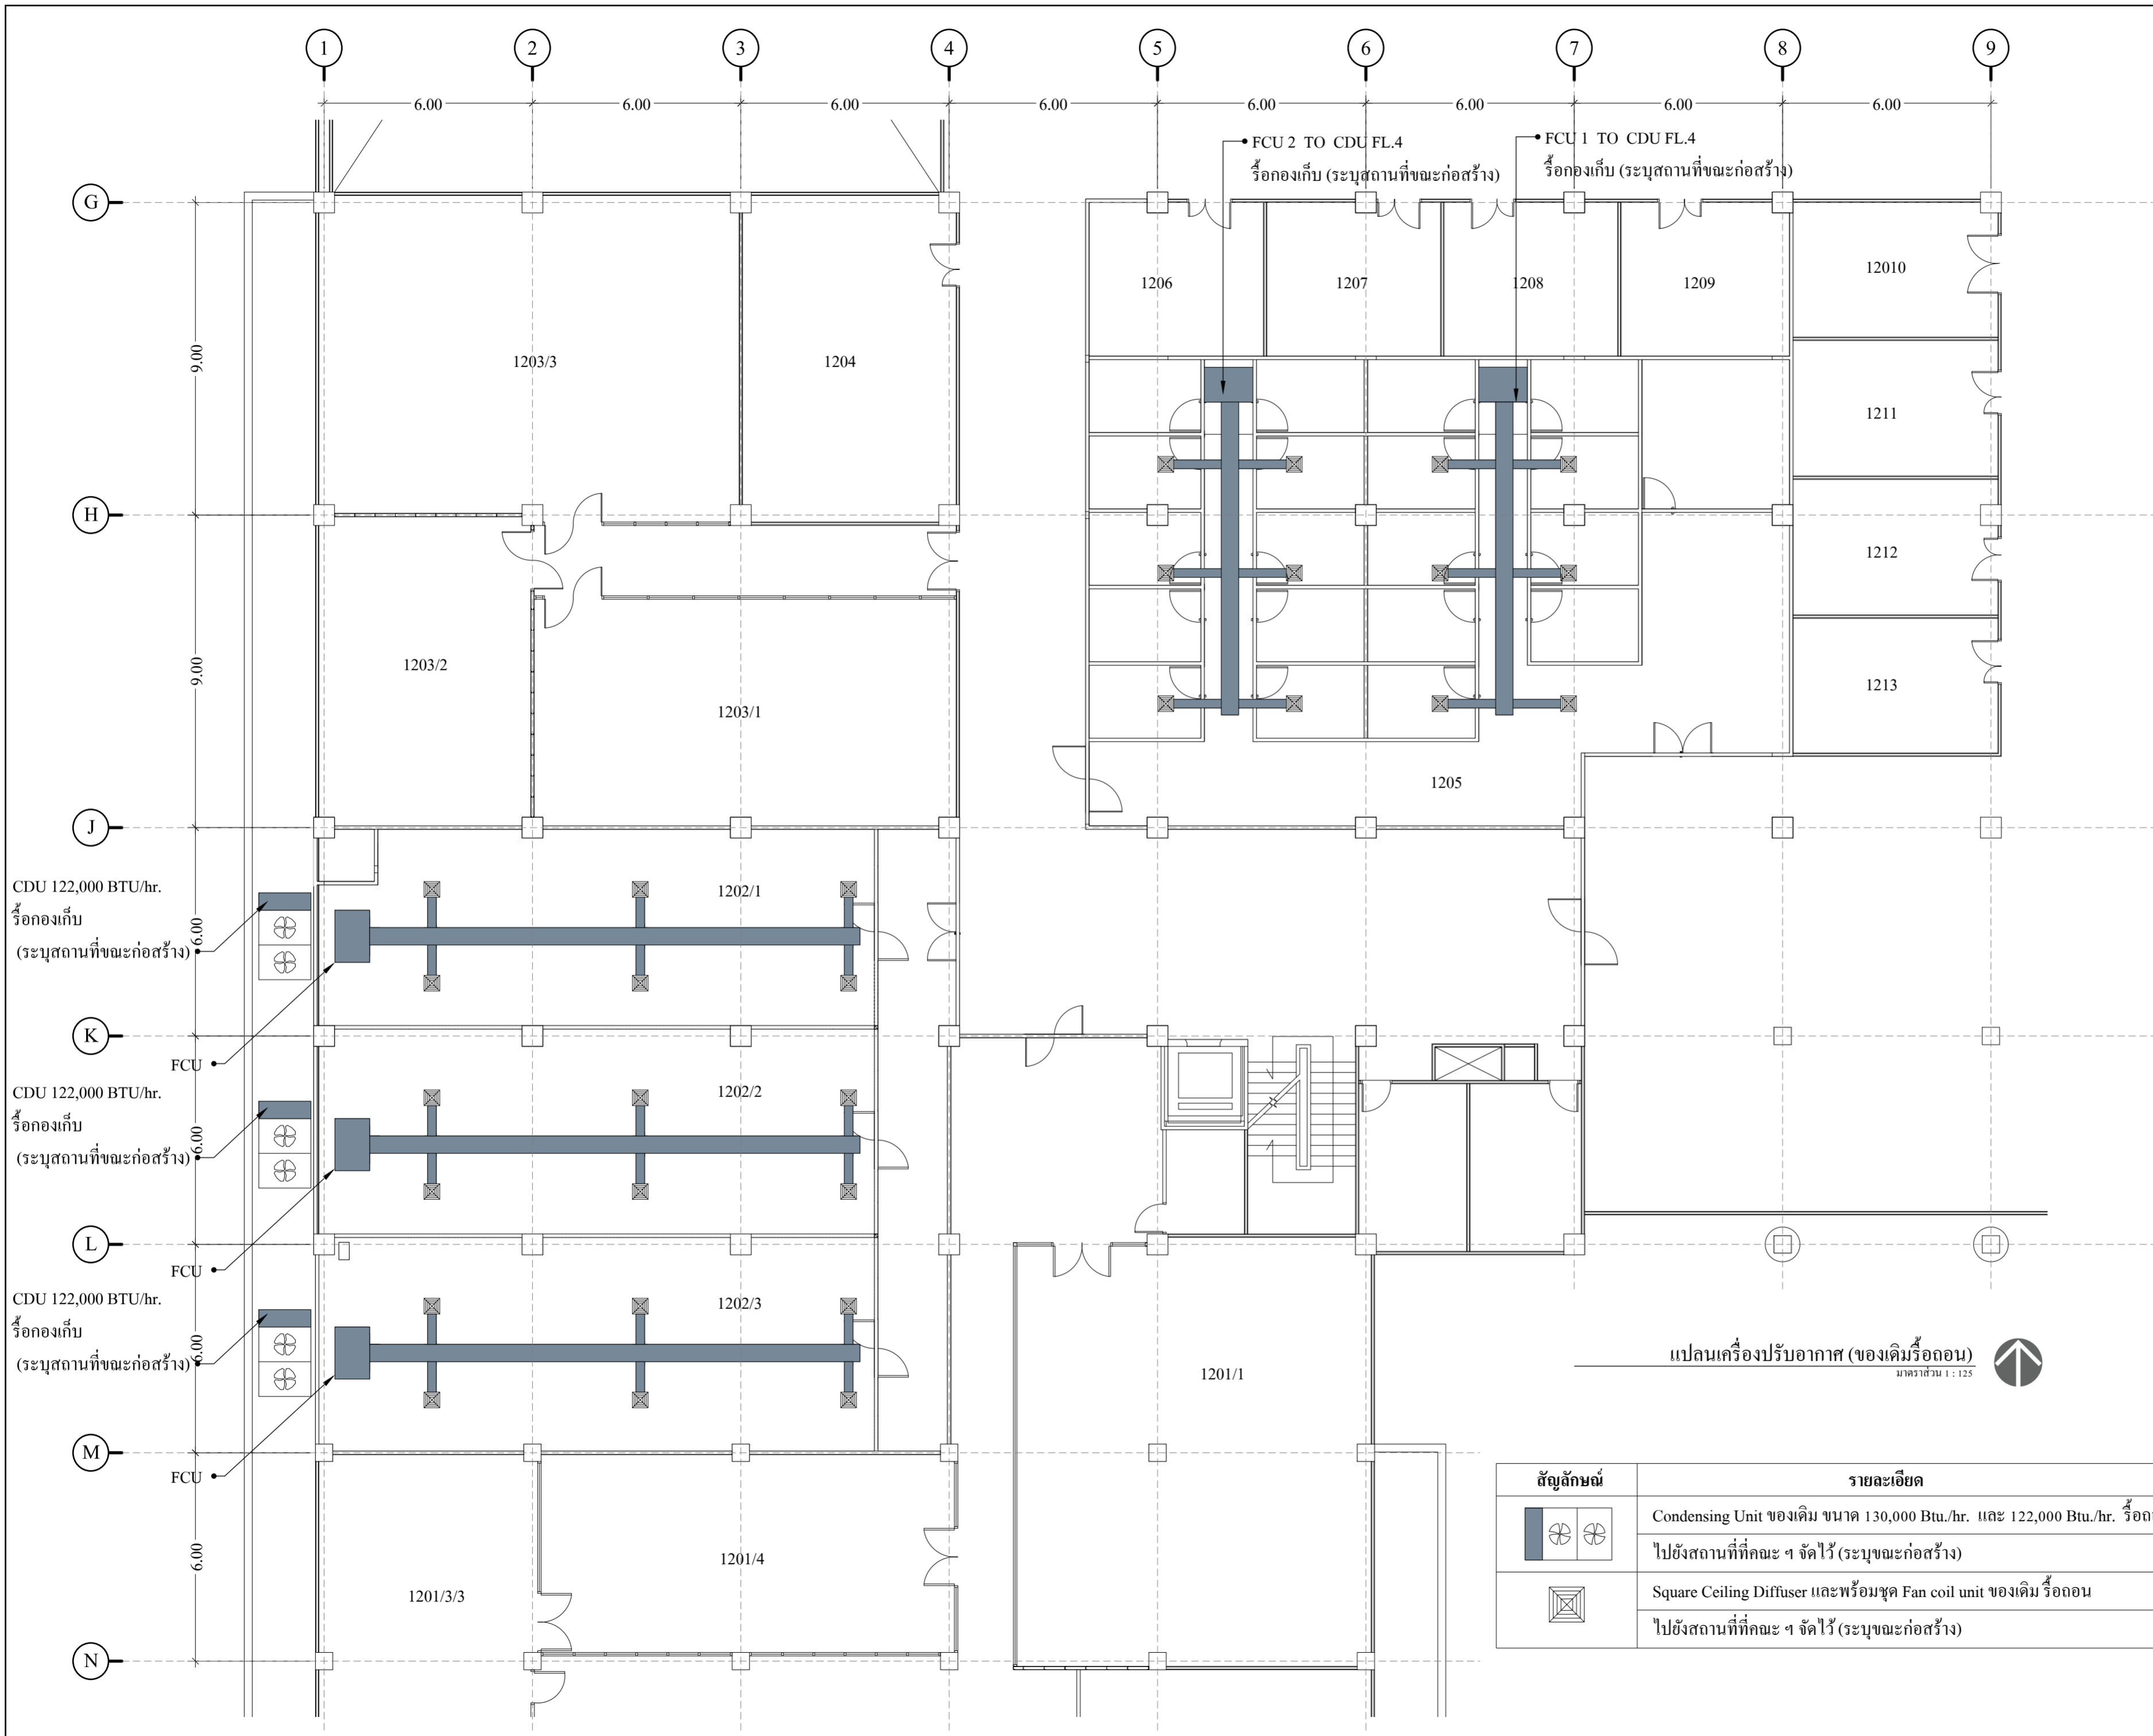 1 2 3 4 5 6 7 8 9
6.00 6.00 6.00 6.00 6.00 6.00 6.00 6.00
FCU 2 TO CDU FL.4
รื้อกองเก็บ (ระบุสถานที่ขณะก่อสร้าง)
FCU 1 TO CDU FL.4
รื้อกองเก็บ (ระบุสถานที่ขณะก่อสร้าง)
G
1206
1207
1208
1209
12010
9.00
1203/3
1204
1211
H
1212
9.00
1203/2
1203/1
1213
1205
J
CDU 122,000 BTU/hr.
รื้อกองเก็บ
(ระบุสถานที่ขณะก่อสร้าง)
6.00
1202/1
K
FCU
CDU 122,000 BTU/hr.
รื้อกองเก็บ
(ระบุสถานที่ขณะก่อสร้าง)
6.00
1202/2
L
FCU
CDU 122,000 BTU/hr.
รื้อกองเก็บ
(ระบุสถานที่ขณะก่อสร้าง)
6.00
1202/3
1201/1
M
FCU
6.00
1201/4
1201/3/3
N
แปลนเครื่องปรับอากาศ (ของเดิมรื้อถอน)
มาตราส่วน 1 : 125
สัญลักษณ์
รายละเอียด
Condensing Unit ของเดิม ขนาด 130,000 Btu./hr. และ 122,000 Btu./hr.
ไปยังสถานที่ที่คณะ ฯ จัดไว้ (ระบุขณะก่อสร้าง)
Square Ceiling Diffuser และพร้อมชุด Fan coil unit ของเดิม รื้อถอน
ไปยังสถานที่ที่คณะ ฯ จัดไว้ (ระบุขณะก่อสร้าง)